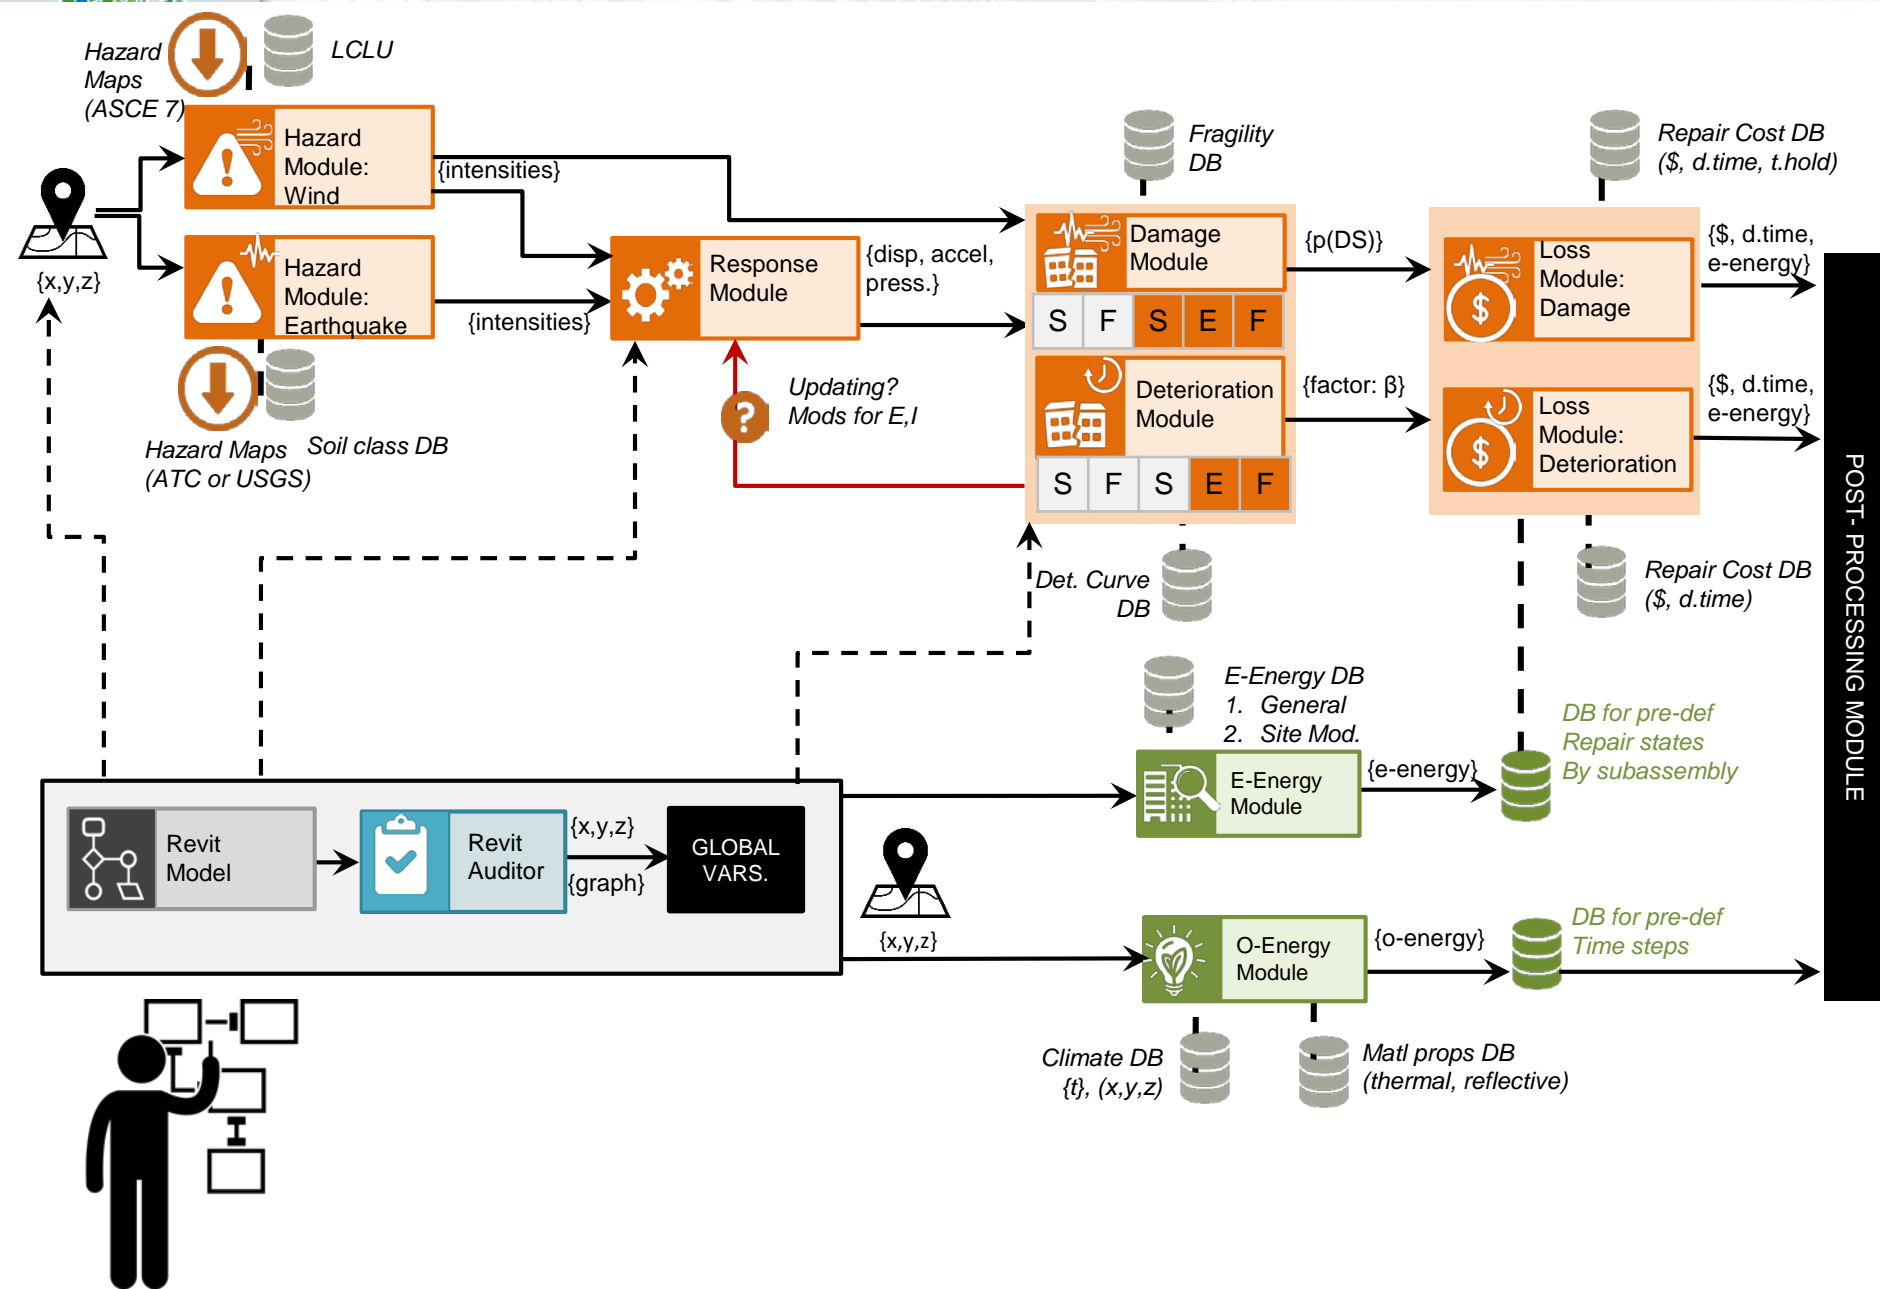 Hazard
Maps
(ASCE 7)
LCLU
Hazard
Module:
Wind
{intensities}
{x,y,z}
Hazard
Module:
Earthquake
{intensities}
Hazard Maps
(ATC or USGS)
Soil class DB
Response
Module
{disp, accel,
press.}
Updating?
Mods for E,I
?
Fragility
DB
Damage
Module
S F S E F
{p(DS)}
Deterioration
Module
S F S E F
{factor: β}
Det. Curve
DB
Repair Cost DB
($, d.time, t.hold)
$
Loss
Module:
Damage
{$, d.time,
e-energy}
$
Loss
Module:
Deterioration
{$, d.time,
e-energy}
Repair Cost DB
($, d.time)
POST- PROCESSING MODULE
E-Energy DB
1. General
2. Site Mod.
E-Energy
Module
{e-energy}
DB for pre-def
Repair states
By subassembly
Revit
Model
Revit
Auditor
{x,y,z}
{graph}
GLOBAL
VARS.
{x,y,z}
O-Energy
Module
{o-energy}
DB for pre-def
Time steps
Climate DB
{t}, (x,y,z)
Matl props DB
(thermal, reflective)